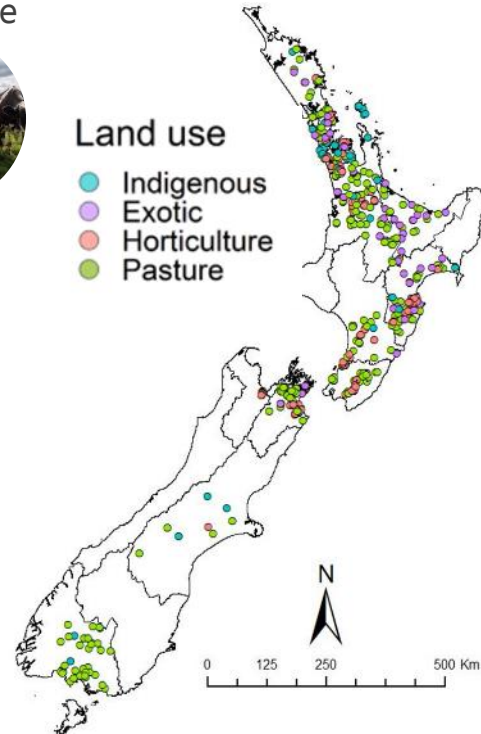 e
Land use
Indigenous
Exotic
Horticulture
Pasture
N
0 125 250 500 Km